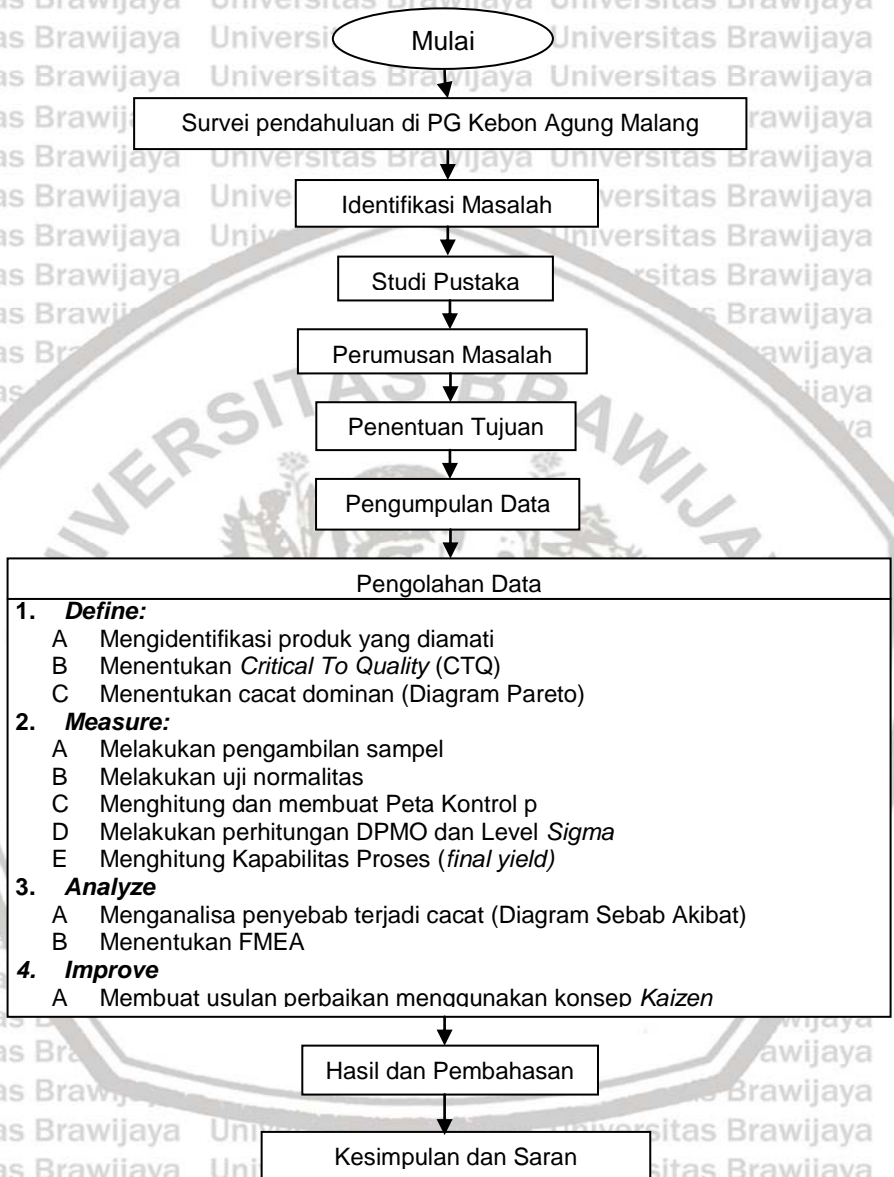 Mulai
Survei pendahuluan di PG Kebon Agung Malang
Identifikasi Masalah
Studi Pustaka
Perumusan Masalah
Penentuan Tujuan
Pengumpulan Data
Pengolahan Data
1. Define:
A Mengidentifikasi produk yang diamati
B Menentukan Critical To Quality (CTQ)
C Menentukan cacat dominan (Diagram Pareto)
2. Measure:
A Melakukan pengambilan sampel
B Melakukan uji normalitas
C Menghitung dan membuat Peta Kontrol p
D Melakukan perhitungan DPMO dan Level Sigma
E Menghitung Kapabilitas Proses (final yield)
3. Analyze
A Menganalisa penyebab terjadi cacat (Diagram Sebab Akibat)
B Menentukan FMEA
4. Improve
A Membuat usulan perbaikan menggunakan konsep Kaizen
Hasil dan Pembahasan
Kesimpulan dan Saran